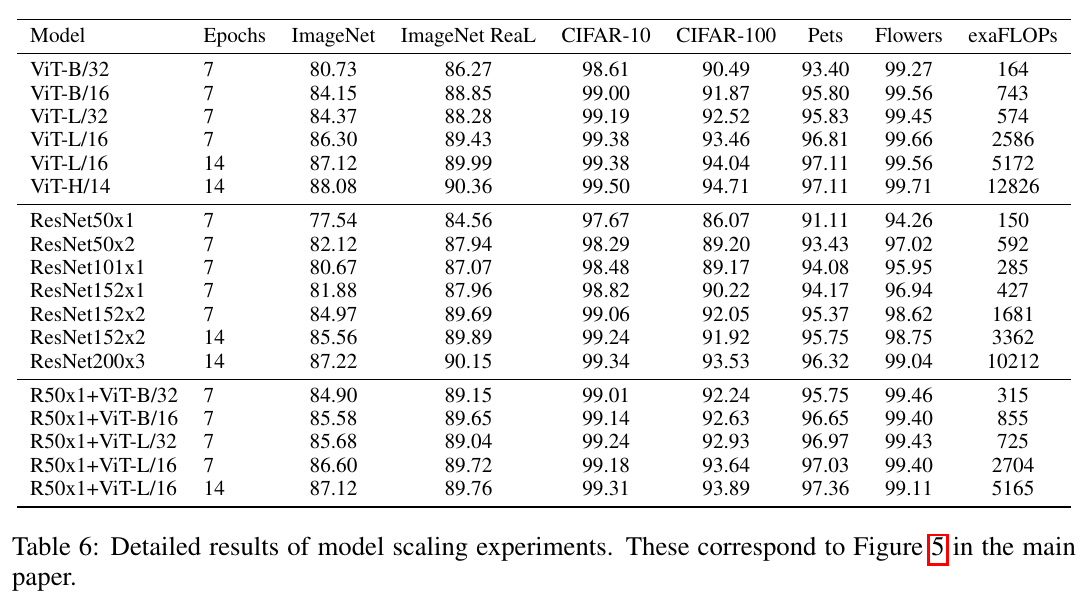 Model Epochs ImageNet ImageNet ReaL CIFAR-10 CIFAR-100 Pets Flowers exaFLOPs
ViT-B/32 7 80.73 86.27 98.61 90.49 93.40 99.27 164
ViT-B/16 7 84.15 88.85 99.00 91.87 95.80 99.56 743
ViT-L/32 7 84.37 88.28 99.19 92.52 95.83 99.45 574
ViT-L/16 7 86.30 89.43 99.38 93.46 96.81 99.66 2586
ViT-L/16 14 87.12 89.99 99.38 94.04 97.11 99.56 5172
ViT-H/14 14 88.08 90.36 99.50 94.71 97.11 99.71 12826
ResNet50x1 7 77.54 84.56 97.67 86.07 91.11 94.26 150
ResNet50x2 7 82.12 87.94 98.29 89.20 93.43 97.02 592
ResNet101x1 7 80.67 87.07 98.48 89.17 94.08 95.95 285
ResNet152x1 7 81.88 87.96 98.82 90.22 94.17 96.94 427
ResNet152x2 7 84.97 89.69 99.06 92.05 95.37 98.62 1681
ResNet152x2 14 85.56 89.89 99.24 91.92 95.75 98.75 3362
ResNet200x3 14 87.22 90.15 99.34 93.53 96.32 99.04 10212
R50x1+ViT-B/32 7 84.90 89.15 99.01 92.24 95.75 99.46 315
R50x1+ViT-B/16 7 85.58 89.65 99.14 92.63 96.65 99.40 855
R50x1+ViT-L/32 7 85.68 89.04 99.24 92.93 96.97 99.43 725
R50x1+ViT-L/16 7 86.60 89.72 99.18 93.64 97.03 99.40 2704
R50x1+ViT-L/16 14 87.12 89.76 99.31 93.89 97.36 99.11 5165
Table 6: Detailed results of model scaling experiments. These correspond to Figure 5 in the main
paper.